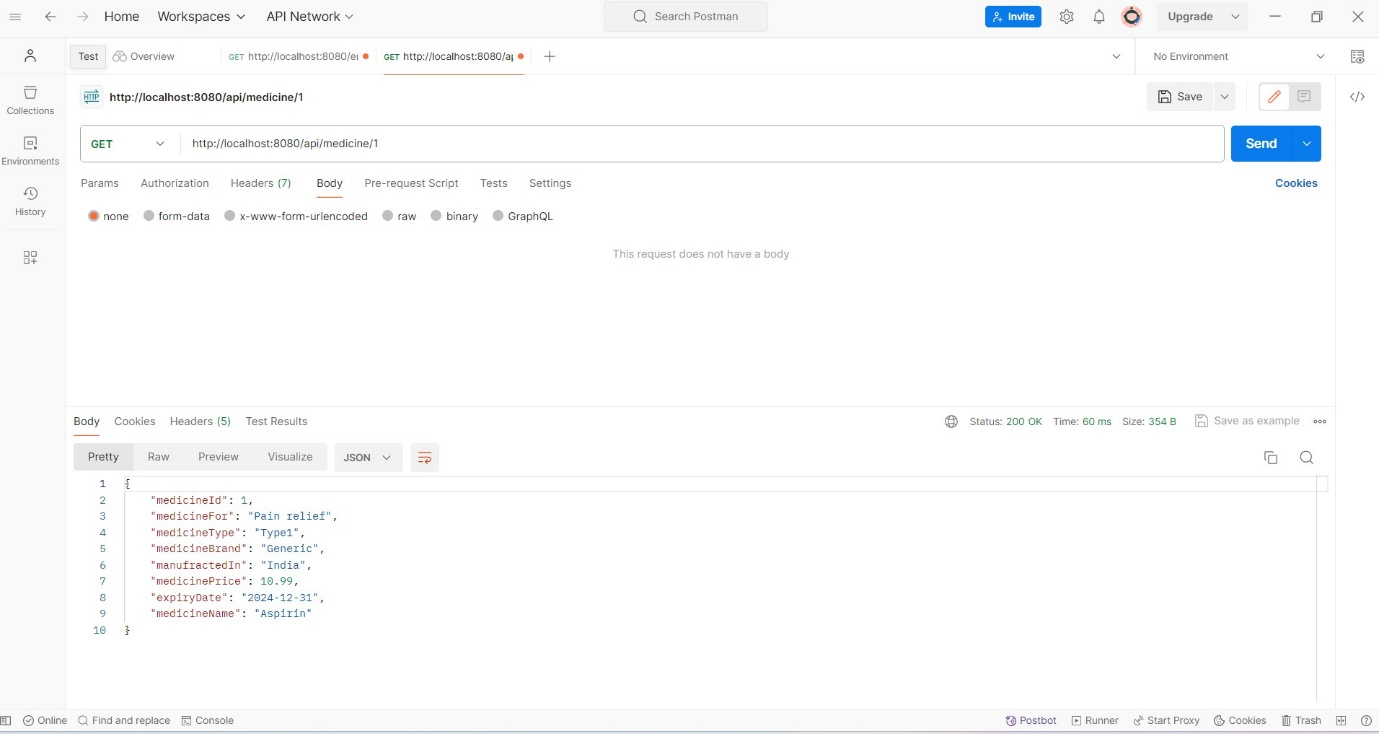 Home Workspaces API Network Search Postman Invite Upgrade
Test Overview GET http://localhost:8080/ei GET http://localhost:8080/ap No Environment
HTTP http://localhost:8080/api/medicine/1 Save
GET http://localhost:8080/api/medicine/1 Send
Params Authorization Headers (7) Body Pre-request Script Tests Settings Cookies
none form-data x-www-form-urlencoded raw binary GraphQL
This request does not have a body
Collections
Environments
History
Body Cookies Headers (5) Test Results Status: 200 OK Time: 60 ms Size: 354 B Save as example
Pretty Raw Preview Visualize JSON
1 {
2 "medicineId": 1,
3 "medicineFor": "Pain relief",
4 "medicineType": "Type1",
5 "medicineBrand": "Generic",
6 "manufractedIn": "India",
7 "medicinePrice": 10.99,
8 "expiryDate": "2024-12-31",
9 "medicineName": "Aspirin"
10 }
Online Find and replace Console Postbot Runner Start Proxy Cookies Trash